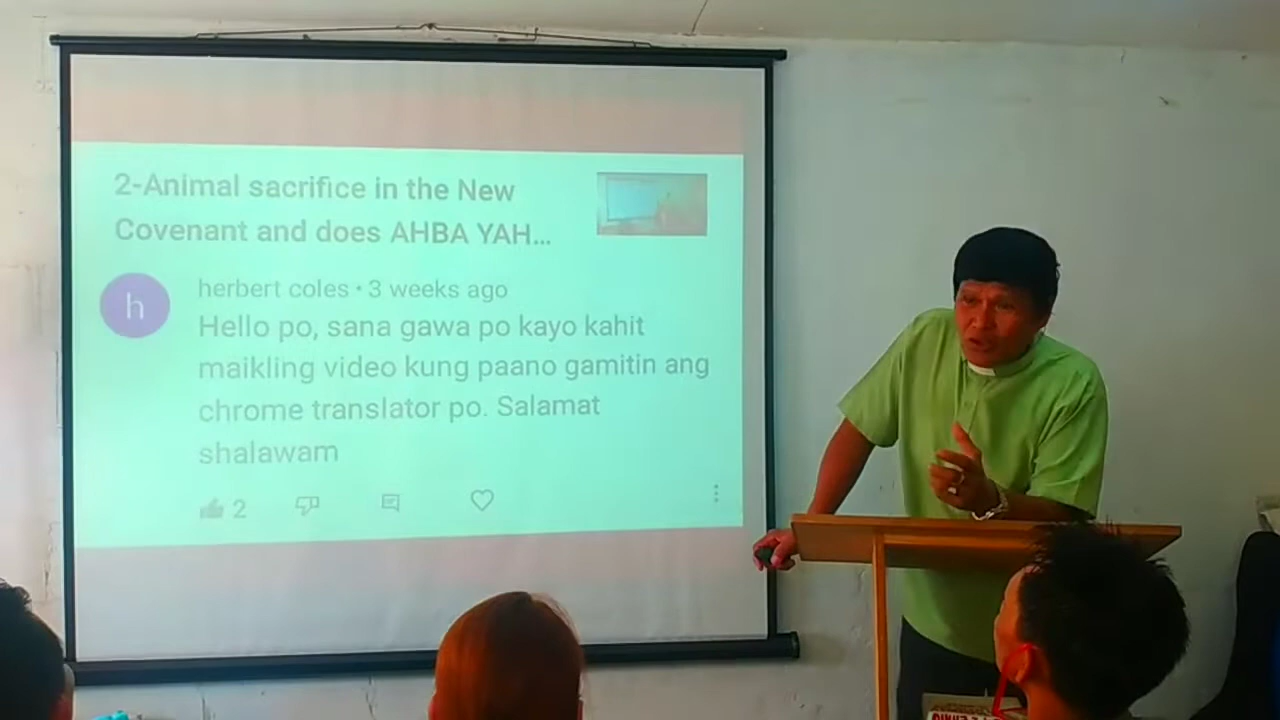 2-Animal sacrifice in the New
Covenant and does AHBA YAH...
h
herbert coles • 3 weeks ago
Hello po, sana gawa po kayo kahit
maikling video kung paano gamitin ang
chrome translator po. Salamat
shalawam
2